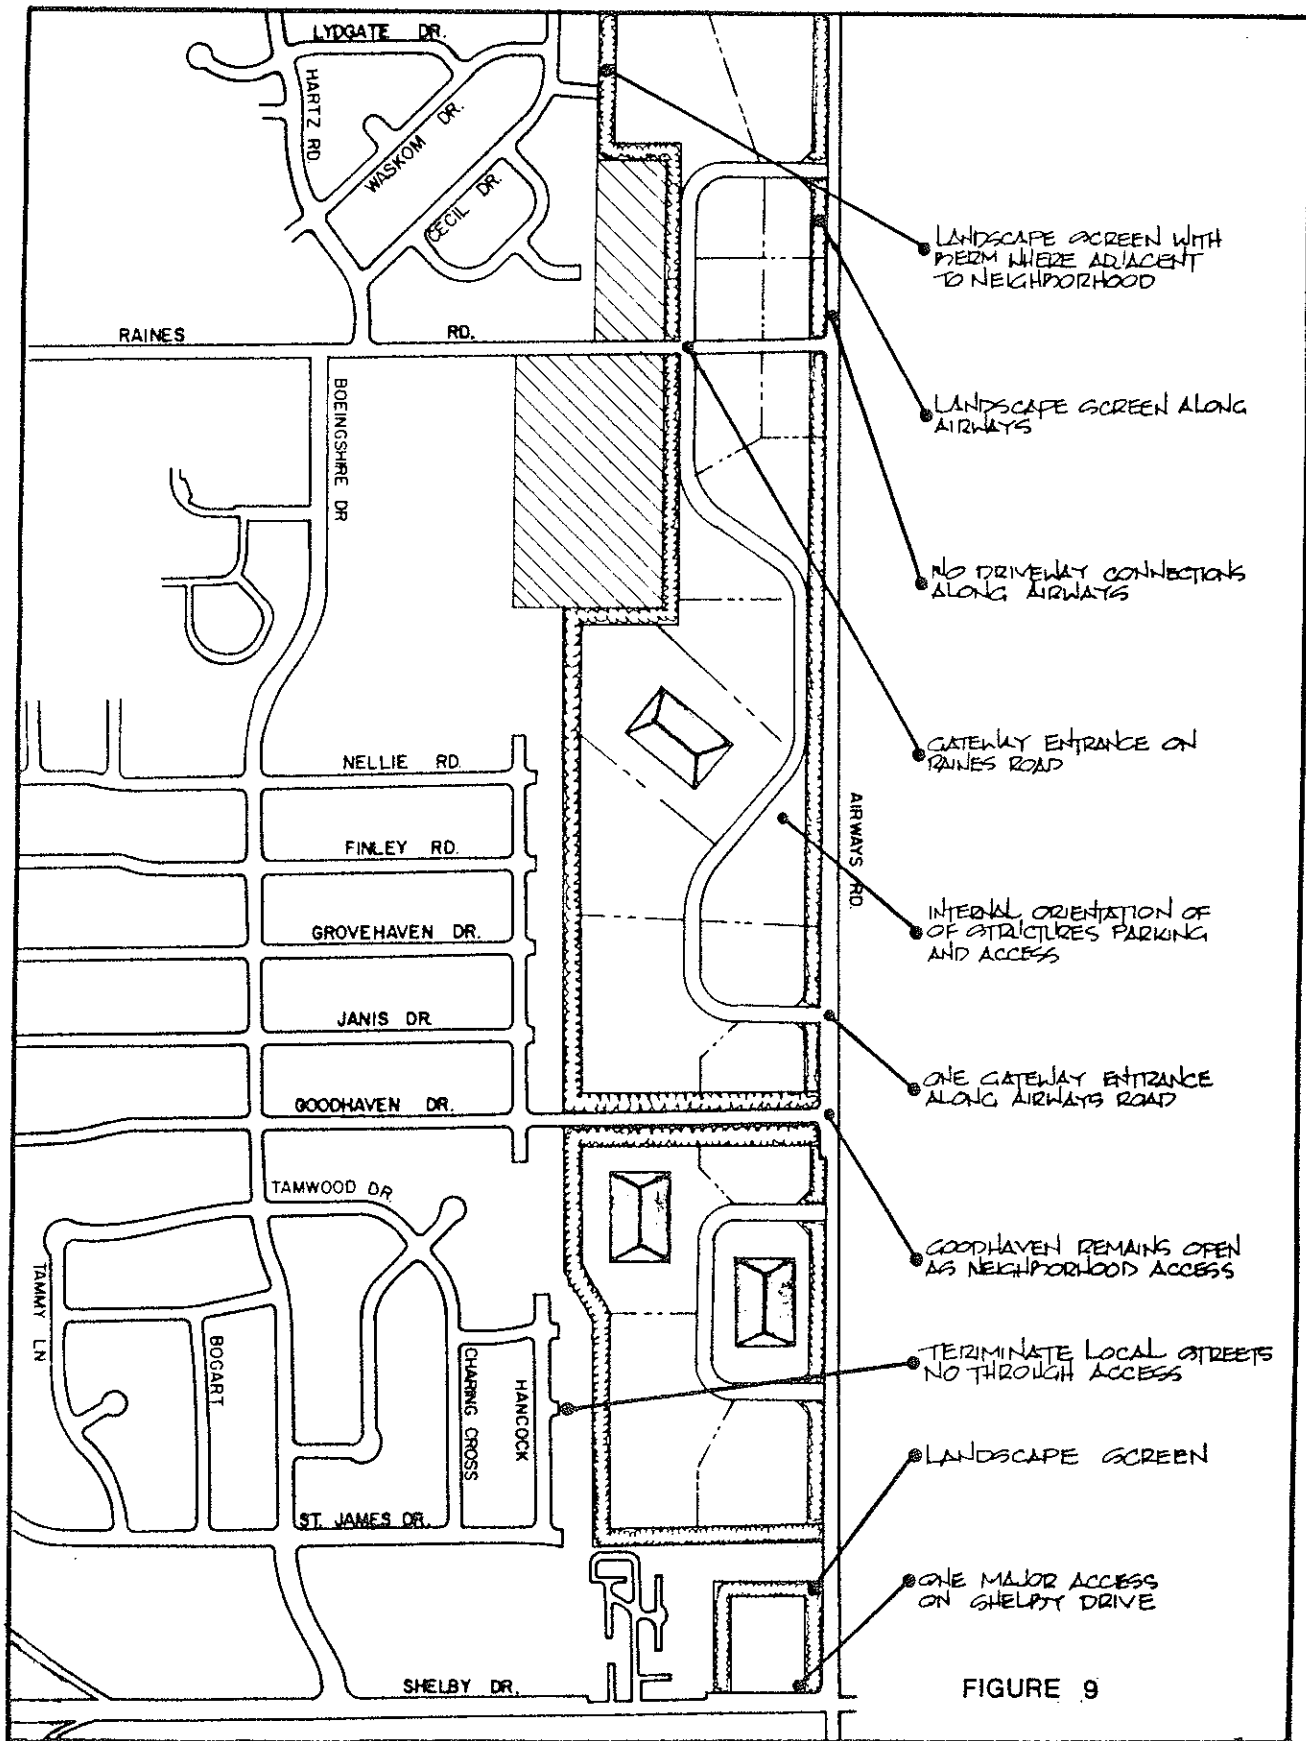 LYDGATE DR.
HARTZ RD.
WASKOM DR.
CECIL DR.
RAINES RD.
BOEINGSHIRE DR
NELLIE RD.
FINLEY RD.
GROVEHAVEN DR.
JANIS DR.
GOODHAVEN DR.
TAMWOOD DR.
TAMMY LN
BOGART
CHARING CROSS
HANCOCK
ST. JAMES DR.
SHELBY DR.
AIRWAYS RD.
LANDSCAPE SCREEN WITH
BERM WHERE ADJACENT
TO NEIGHBORHOOD
LANDSCAPE SCREEN ALONG
AIRWAYS
NO DRIVEWAY CONNECTIONS
ALONG AIRWAYS
GATEWAY ENTRANCE ON
RAINES ROAD
INTERNAL ORIENTATION OF
OF STRUCTURES PARKING
AND ACCESS
ONE GATEWAY ENTRANCE
ALONG AIRWAYS ROAD
GOODHAVEN REMAINS OPEN
AS NEIGHBORHOOD ACCESS
TERIMINATE LOCAL STREETS
NO THROUGH ACCESS
LANDSCAPE SCREEN
ONE MAJOR ACCESS
ON SHELBY DRIVE
FIGURE 9